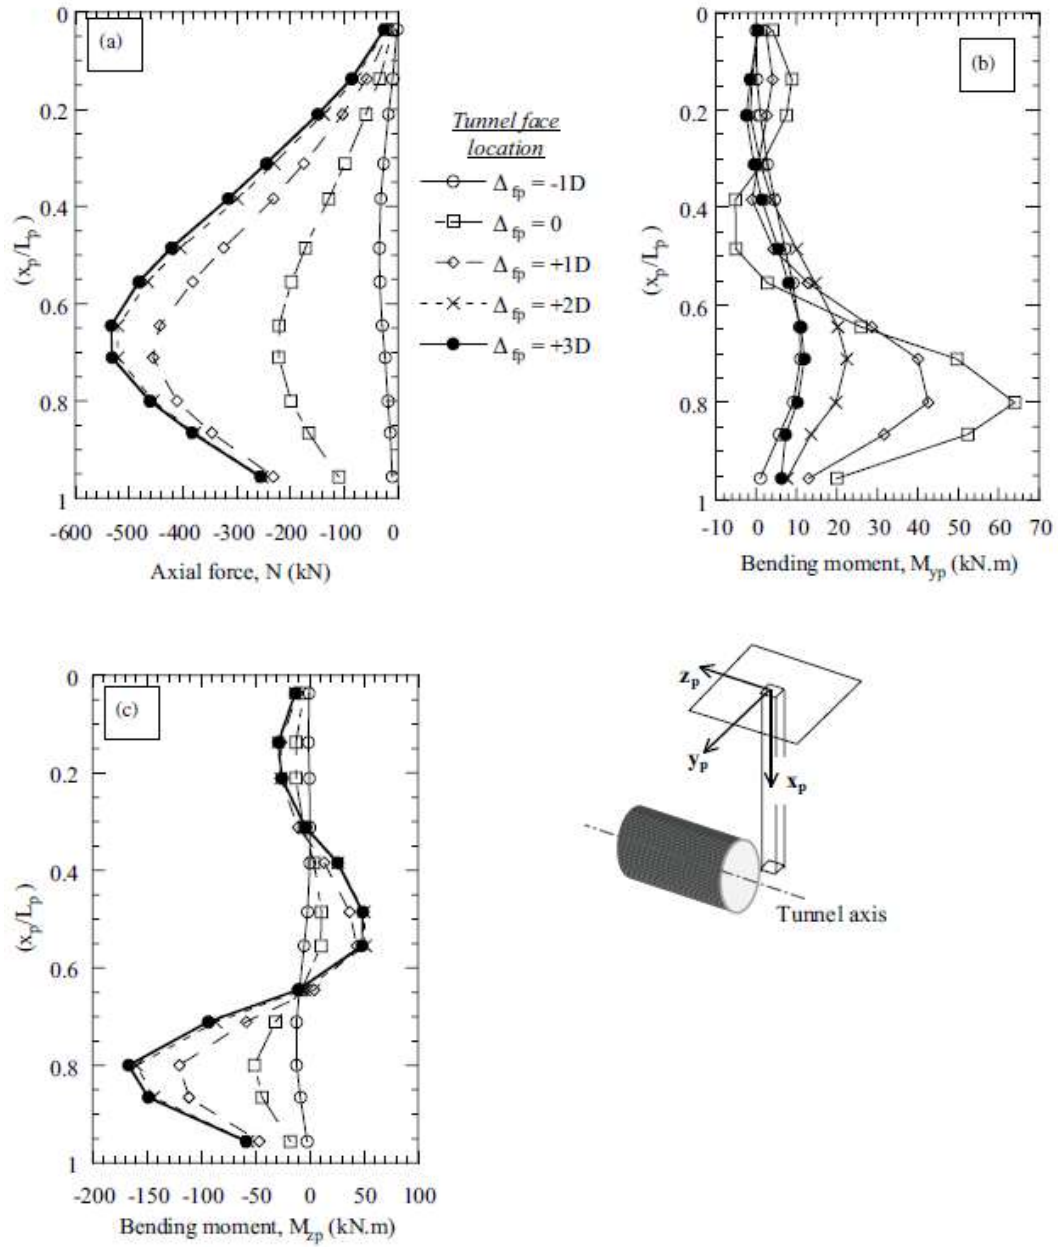 (a)
0
0.2
0.4
0.6
0.8
1
(x_p/L_p)
-600 -500 -400 -300 -200 -100 0
Axial force, N (kN)
Tunnel face
location
Δ_fp = -1D
Δ_fp = 0
Δ_fp = +1D
Δ_fp = +2D
Δ_fp = +3D
(b)
0
0.2
0.4
0.6
0.8
1
(x_p/L_p)
-10 0 10 20 30 40 50 60 70
Bending moment, M_yp (kN.m)
(c)
0
0.2
0.4
0.6
0.8
1
(x_p/L_p)
-200 -150 -100 -50 0 50 100
Bending moment, M_zp (kN.m)
z_p
y_p
x_p
Tunnel axis